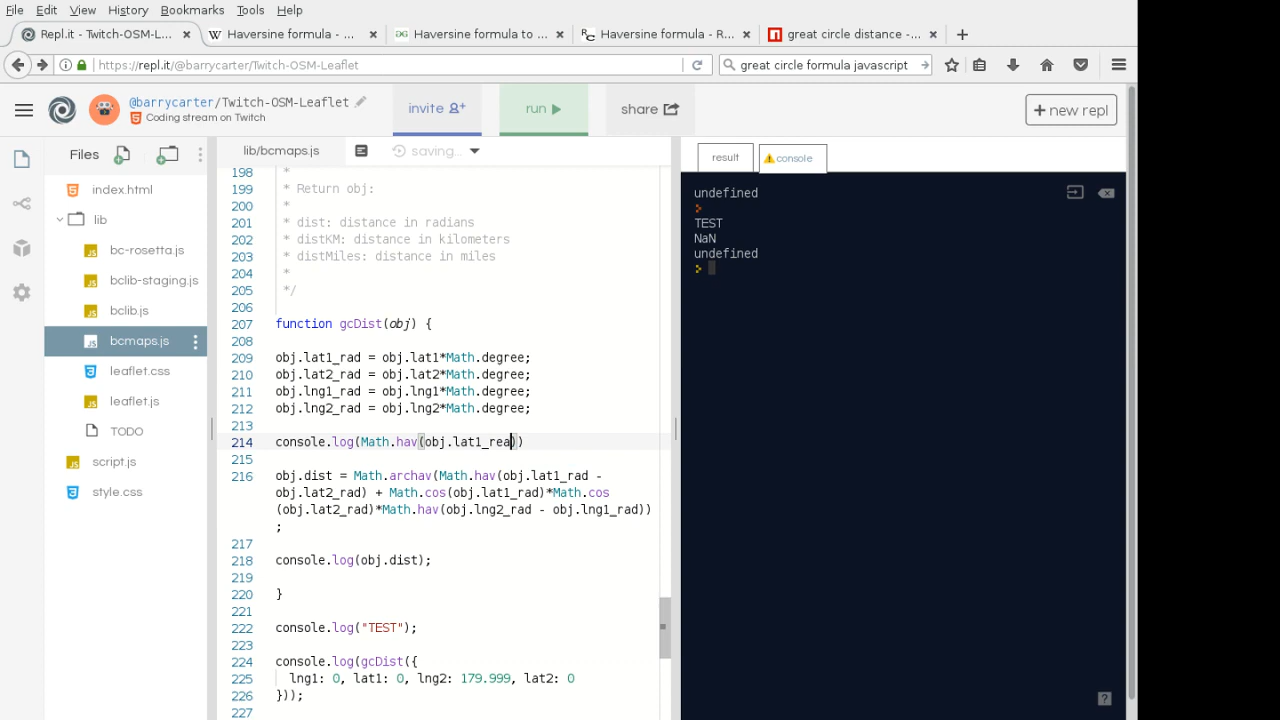 File Edit View History Bookmarks Tools Help
Repl.it - Twitch-OSM-L... × Haversine formula - ... × Haversine formula to ... × Haversine formula - R... × great circle distance -... × +
https://repl.it/@barrycarter/Twitch-OSM-Leaflet great circle formula javascript
@barrycarter/Twitch-OSM-Leaflet
Coding stream on Twitch
invite run share + new repl
Files
lib/bcmaps.js saving...
result console
index.html
lib
bc-rosetta.js
bclib-staging.js
bclib.js
bcmaps.js
leaflet.css
leaflet.js
TODO
script.js
style.css
198 *
199 * Return obj:
200 *
201 * dist: distance in radians
202 * distKM: distance in kilometers
203 * distMiles: distance in miles
204 *
205 */
206
207 function gcDist(obj) {
208
209 obj.lat1_rad = obj.lat1*Math.degree;
210 obj.lat2_rad = obj.lat2*Math.degree;
211 obj.lng1_rad = obj.lng1*Math.degree;
212 obj.lng2_rad = obj.lng2*Math.degree;
213
214 console.log(Math.hav(obj.lat1_rea))
215
216 obj.dist = Math.archav(Math.hav(obj.lat1_rad -
obj.lat2_rad) + Math.cos(obj.lat1_rad)*Math.cos
(obj.lat2_rad)*Math.hav(obj.lng2_rad - obj.lng1_rad))
;
217
218 console.log(obj.dist);
219
220 }
221
222 console.log("TEST");
223
224 console.log(gcDist({
225 lng1: 0, lat1: 0, lng2: 179.999, lat2: 0
226 }));
227
undefined
>
TEST
NaN
undefined
>
?